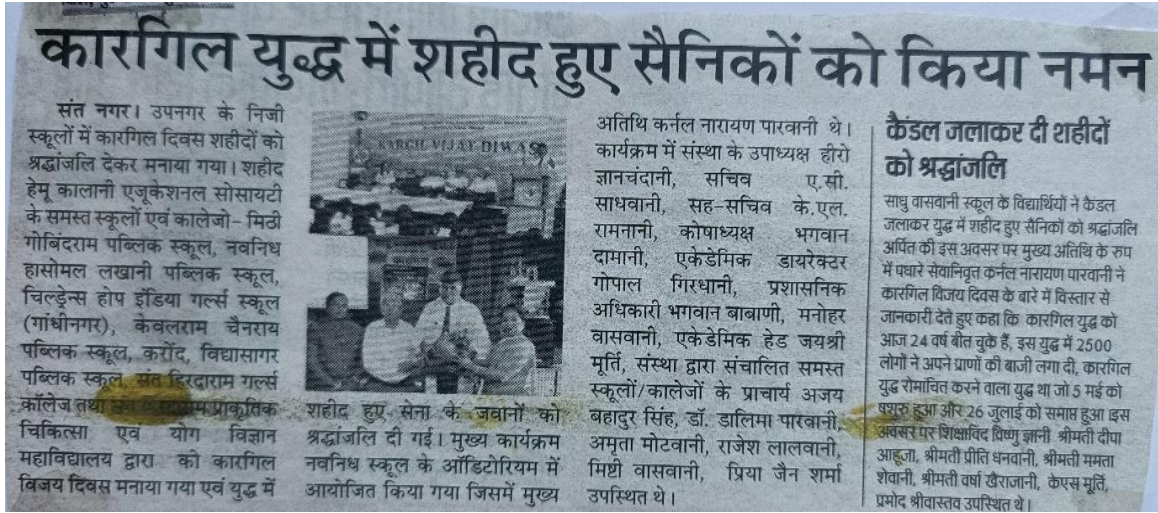 कारगिल युद्ध में शहीद हुए सैनिकों को किया नमन
संत नगर। उपनगर के निजी
स्कूलों में कारगिल दिवस शहीदों को
श्रद्धांजलि देकर मनाया गया। शहीद
हेमू कालानी एजूकेशनल सोसायटी
के समस्त स्कूलों एवं कालेजो- मिठी
गोबिंदराम पब्लिक स्कूल, नवनिध
हासोमल लखानी पब्लिक स्कूल,
चिल्ड्रेन्स होप इंडिया गर्ल्स स्कूल
(गांधीनगर), केवलराम चैनराय
पब्लिक स्कूल, करोंद, विद्यासागर
पब्लिक स्कूल, संत हिरदाराम गर्ल्स
कॉलेज तथा प्राकृतिक
चिकित्सा एवं योग विज्ञान
महाविद्यालय द्वारा को कारगिल
विजय दिवस मनाया गया एवं युद्ध में
KARGIL VIJAY DIWAS
शहीद हुए सेना के जवानों को
श्रद्धांजलि दी गई। मुख्य कार्यक्रम
नवनिध स्कूल के ऑडिटोरियम में
आयोजित किया गया जिसमें मुख्य
अतिथि कर्नल नारायण पारवानी थे।
कार्यक्रम में संस्था के उपाध्यक्ष हीरो
ज्ञानचंदानी, सचिव ए.सी.
साधवानी, सह-सचिव के.एल.
रामनानी, कोषाध्यक्ष भगवान
दामानी, एकेडेमिक डायरेक्टर
गोपाल गिरधानी, प्रशासनिक
अधिकारी भगवान बाबाणी, मनोहर
वासवानी, एकेडेमिक हेड जयश्री
मूर्ति, संस्था द्वारा संचालित समस्त
स्कूलों/कालेजों के प्राचार्य अजय
बहादुर सिंह, डॉ. डालिमा पारवानी,
अमृता मोटवानी, राजेश लालवानी,
मिष्टी वासवानी, प्रिया जैन शर्मा
उपस्थित थे।
कैंडल जलाकर दी शहीदों
को श्रद्धांजलि
साधु वासवानी स्कूल के विद्यार्थियों ने कैंडल
जलाकर युद्ध में शहीद हुए सैनिकों को श्रद्धांजलि
अर्पित की इस अवसर पर मुख्य अतिथि के रुप
में पधारे सेवानिवृत कर्नल नारायण पारवानी ने
कारगिल विजय दिवस के बारे में विस्तार से
जानकारी देते हुए कहा कि कारगिल युद्ध को
आज 24 वर्ष बीत चुके हैं, इस युद्ध में 2500
लोगों ने अपने प्राणों की बाजी लगा दी, कारगिल
युद्ध रोमांचित करने वाला युद्ध था जो 5 मई को
षशुरु हुआ और 26 जुलाई को समाप्त हुआ।इस
अवसर पर शिक्षाविद विष्णु ज्ञानी श्रीमती दीपा
आहूजा, श्रीमती प्रीति धनवानी, श्रीमती ममता
शेवानी, श्रीमती वर्षा खैराजानी, केएस मूर्ति,
प्रमोद श्रीवास्तव उपस्थित थे।